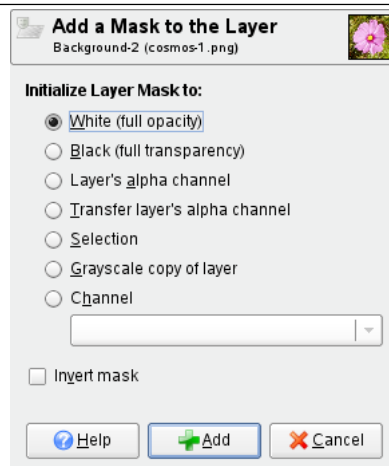 Add a Mask to the Layer
Background-2 (cosmos-1.png)
Initialize Layer Mask to:
White (full opacity)
Black (full transparency)
Layer's alpha channel
Transfer layer's alpha channel
Selection
Grayscale copy of layer
Channel
Invert mask
Help
Add
Cancel